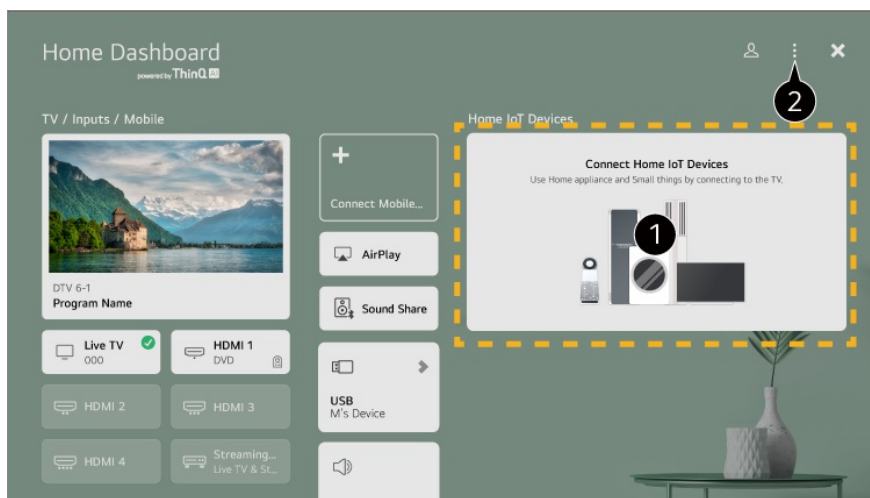 Home Dashboard
powered by ThinQ AI
2
TV / Inputs / Mobile
Home IoT Devices
Connect Home IoT Devices
Use Home appliance and Small things by connecting to the TV.
1
DTV 6-1
Program Name
+
Connect Mobile...
AirPlay
Sound Share
Live TV
000
HDMI 1
DVD
HDMI 2
HDMI 3
HDMI 4
Streaming...
Live TV & St...
USB
M's Device